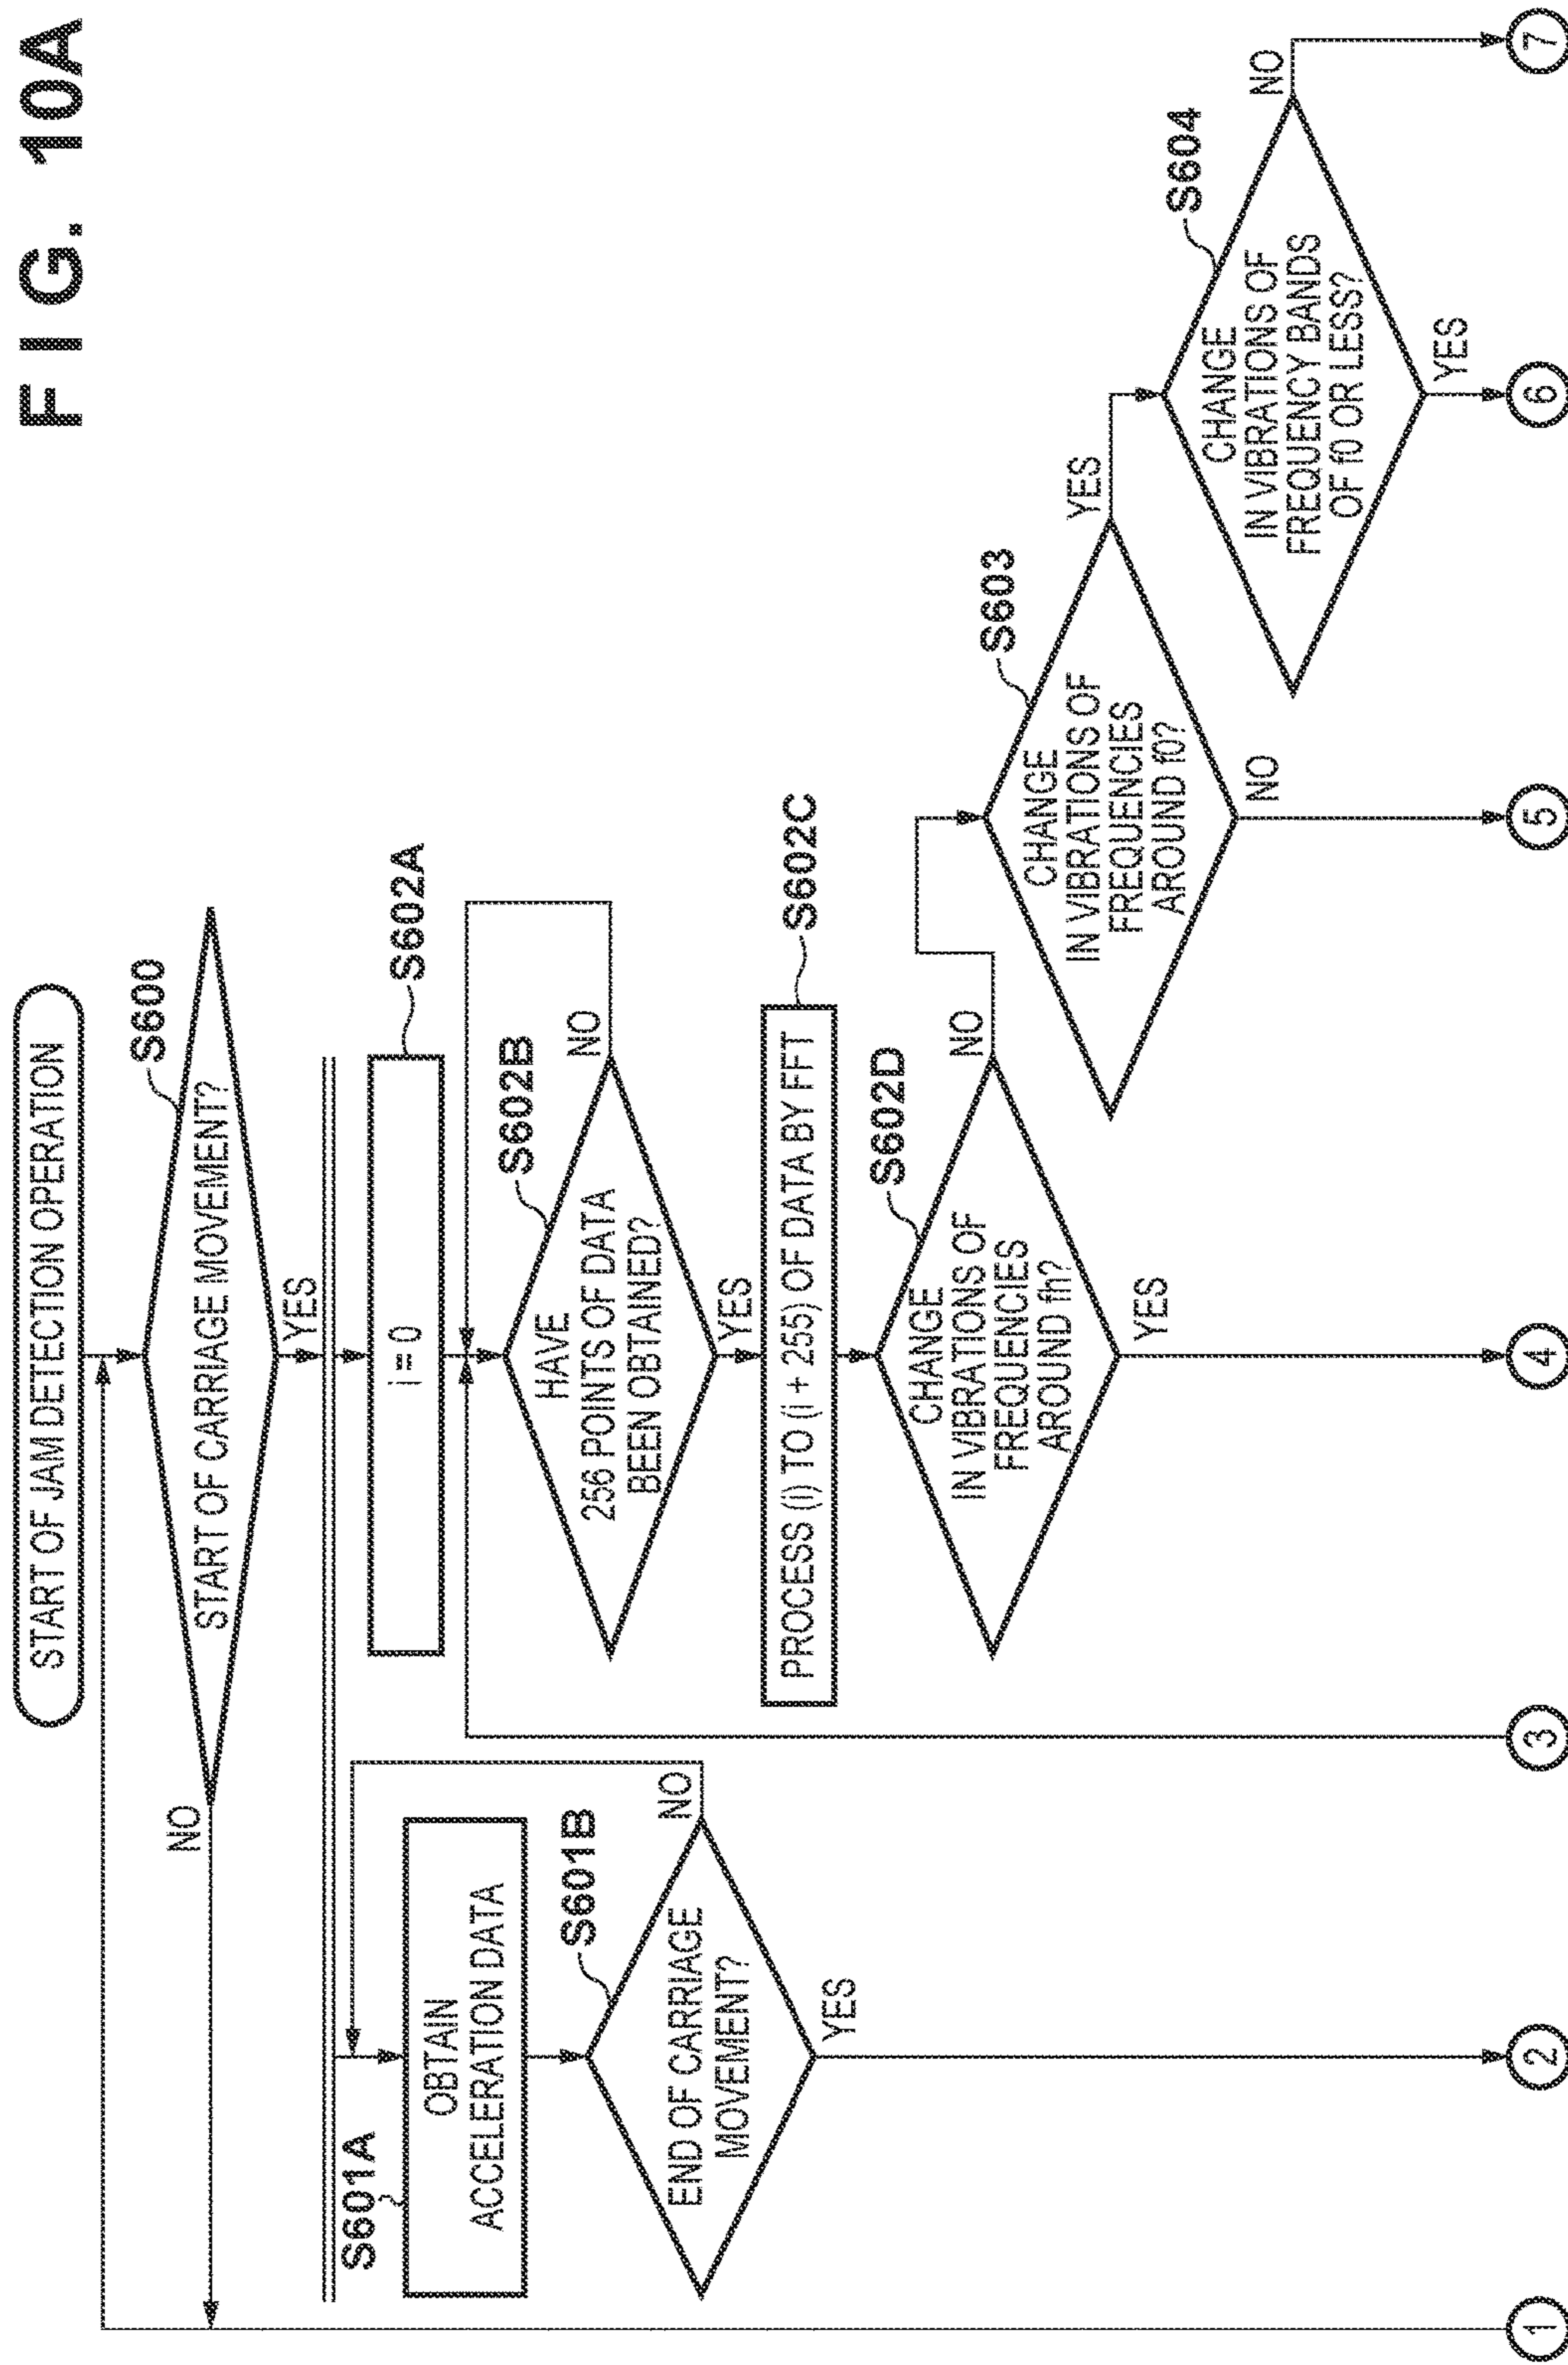 FIG. 10A
START OF JAM DETECTION OPERATION
S600
START OF CARRIAGE MOVEMENT?
NO
YES
S601A
OBTAIN
ACCELERATION DATA
S601B
END OF CARRIAGE
MOVEMENT?
NO
YES
S602A
i = 0
S602B
HAVE
256 POINTS OF DATA
BEEN OBTAINED?
NO
YES
S602C
PROCESS (i) TO (i + 255) OF DATA BY FFT
S602D
CHANGE
IN VIBRATIONS OF
FREQUENCIES
AROUND fh?
NO
YES
S603
CHANGE
IN VIBRATIONS OF
FREQUENCIES
AROUND f0?
YES
NO
S604
CHANGE
IN VIBRATIONS OF
FREQUENCY BANDS
OF f0 OR LESS?
NO
YES
1
2
3
4
5
6
7